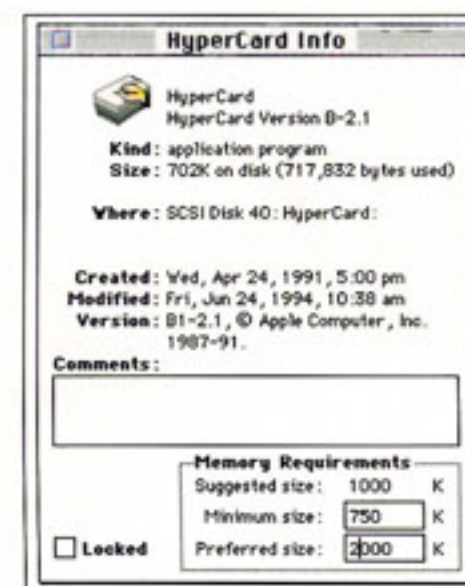 HyperCard Info
HyperCard
HyperCard Version B-2.1
Kind: application program
Size: 702K on disk (717,832 bytes used)
Where: SCSI Disk 40: HyperCard:
Created: Wed, Apr 24, 1991, 5:00 pm
Modified: Fri, Jun 24, 1994, 10:38 am
Version: B1-2.1, © Apple Computer, Inc.
1987-91.
Comments:
Memory Requirements
Suggested size: 1000 K
Minimum size: 750 K
Locked Preferred size: 2000 K